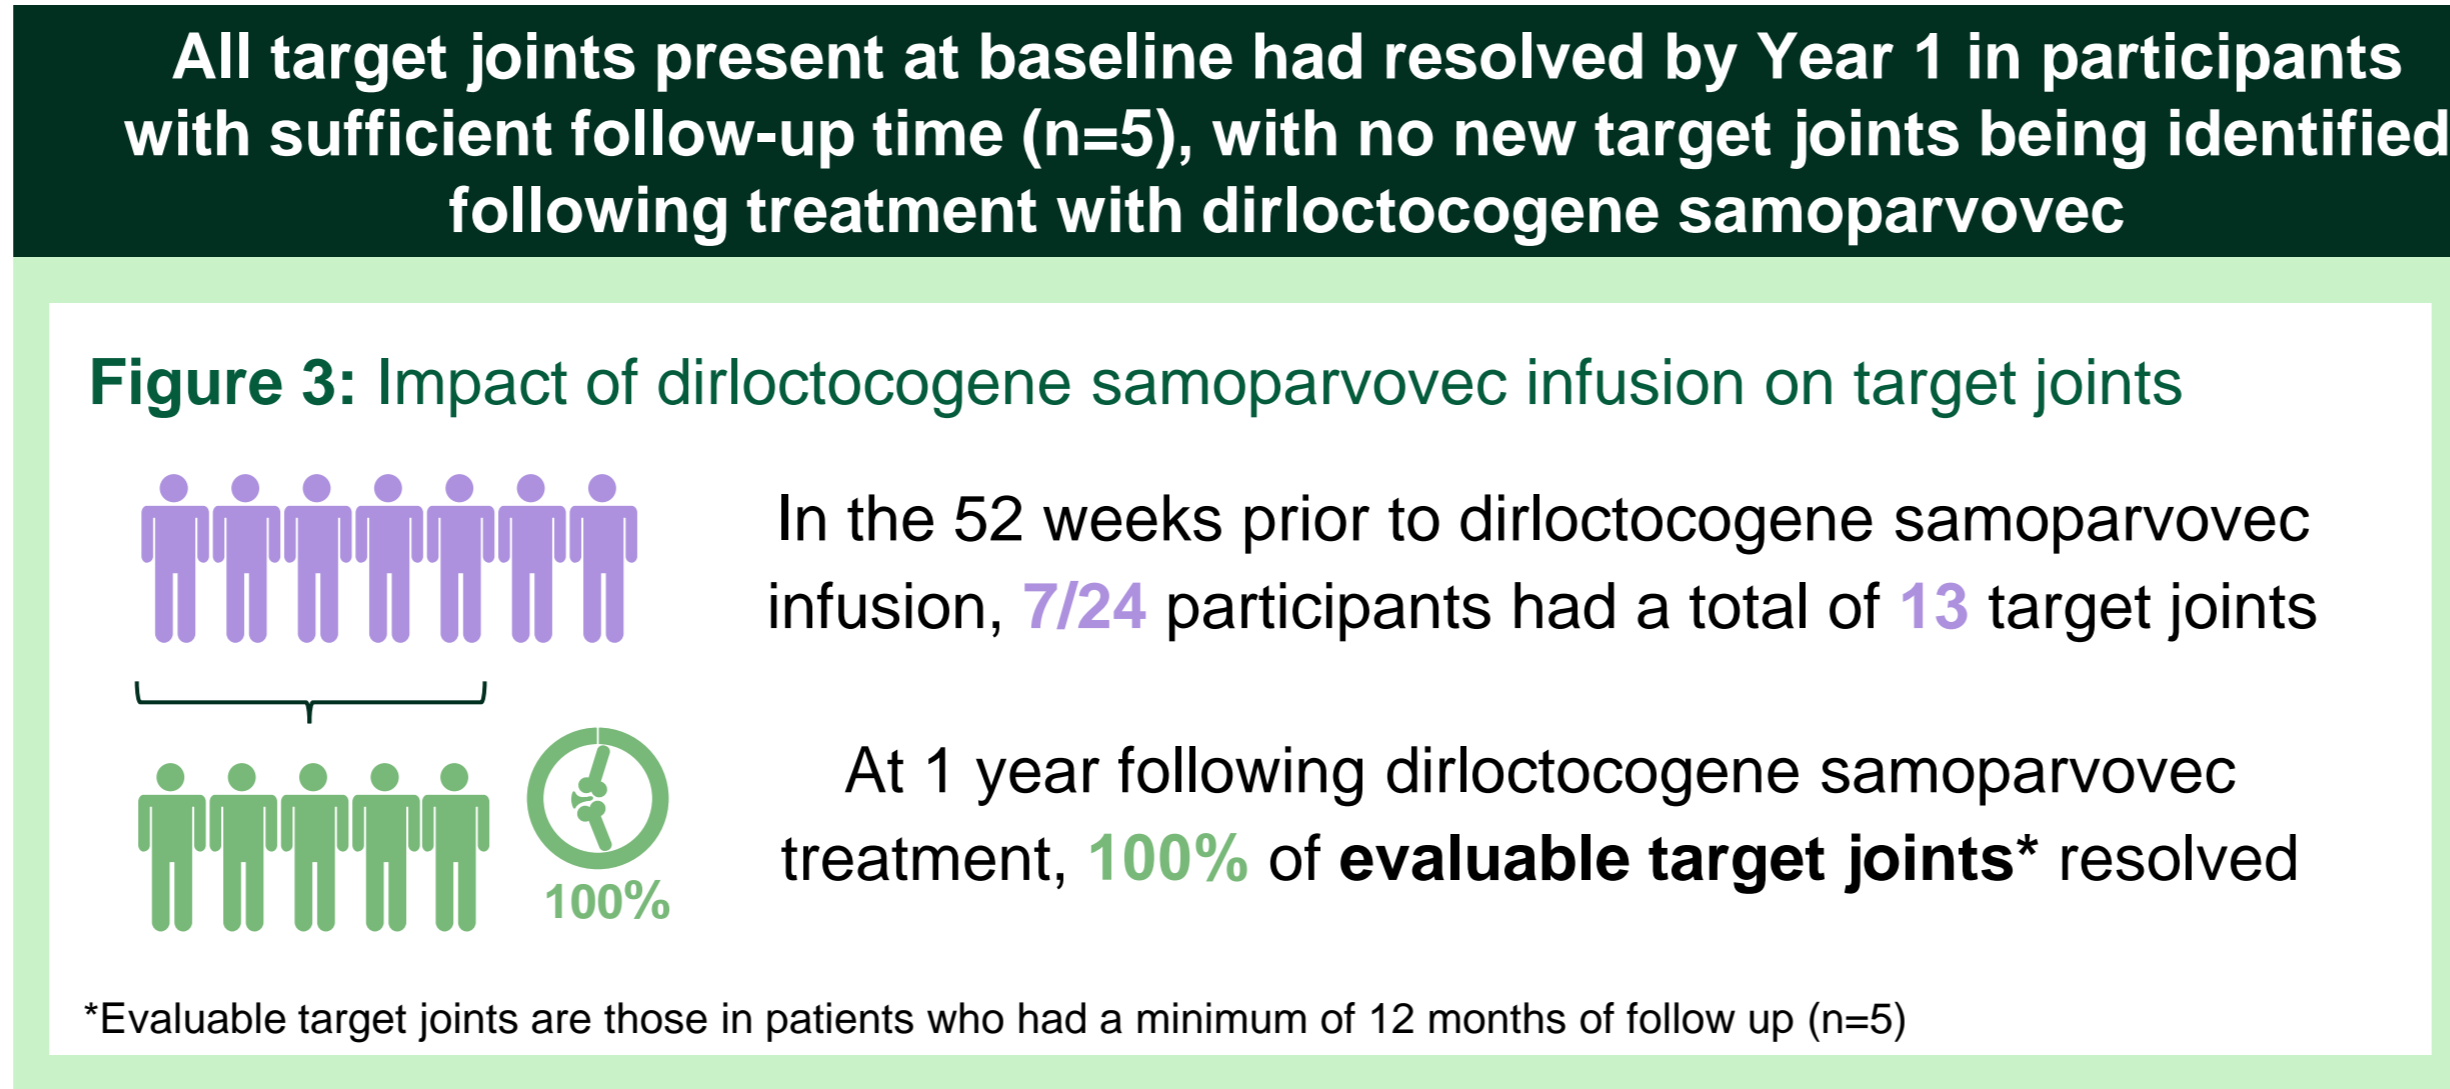 All target joints present at baseline had resolved by Year 1 in participants
with sufficient follow-up time (n=5), with no new target joints being identified
following treatment with dirloctocogene samoparvovec
Figure 3: Impact of dirloctocogene samoparvovec infusion on target joints
In the 52 weeks prior to dirloctocogene samoparvovec
infusion, 7/24 participants had a total of 13 target joints
At 1 year following dirloctocogene samoparvovec
treatment, 100% of evaluable target joints* resolved
100%
*Evaluable target joints are those in patients who had a minimum of 12 months of follow up (n=5)